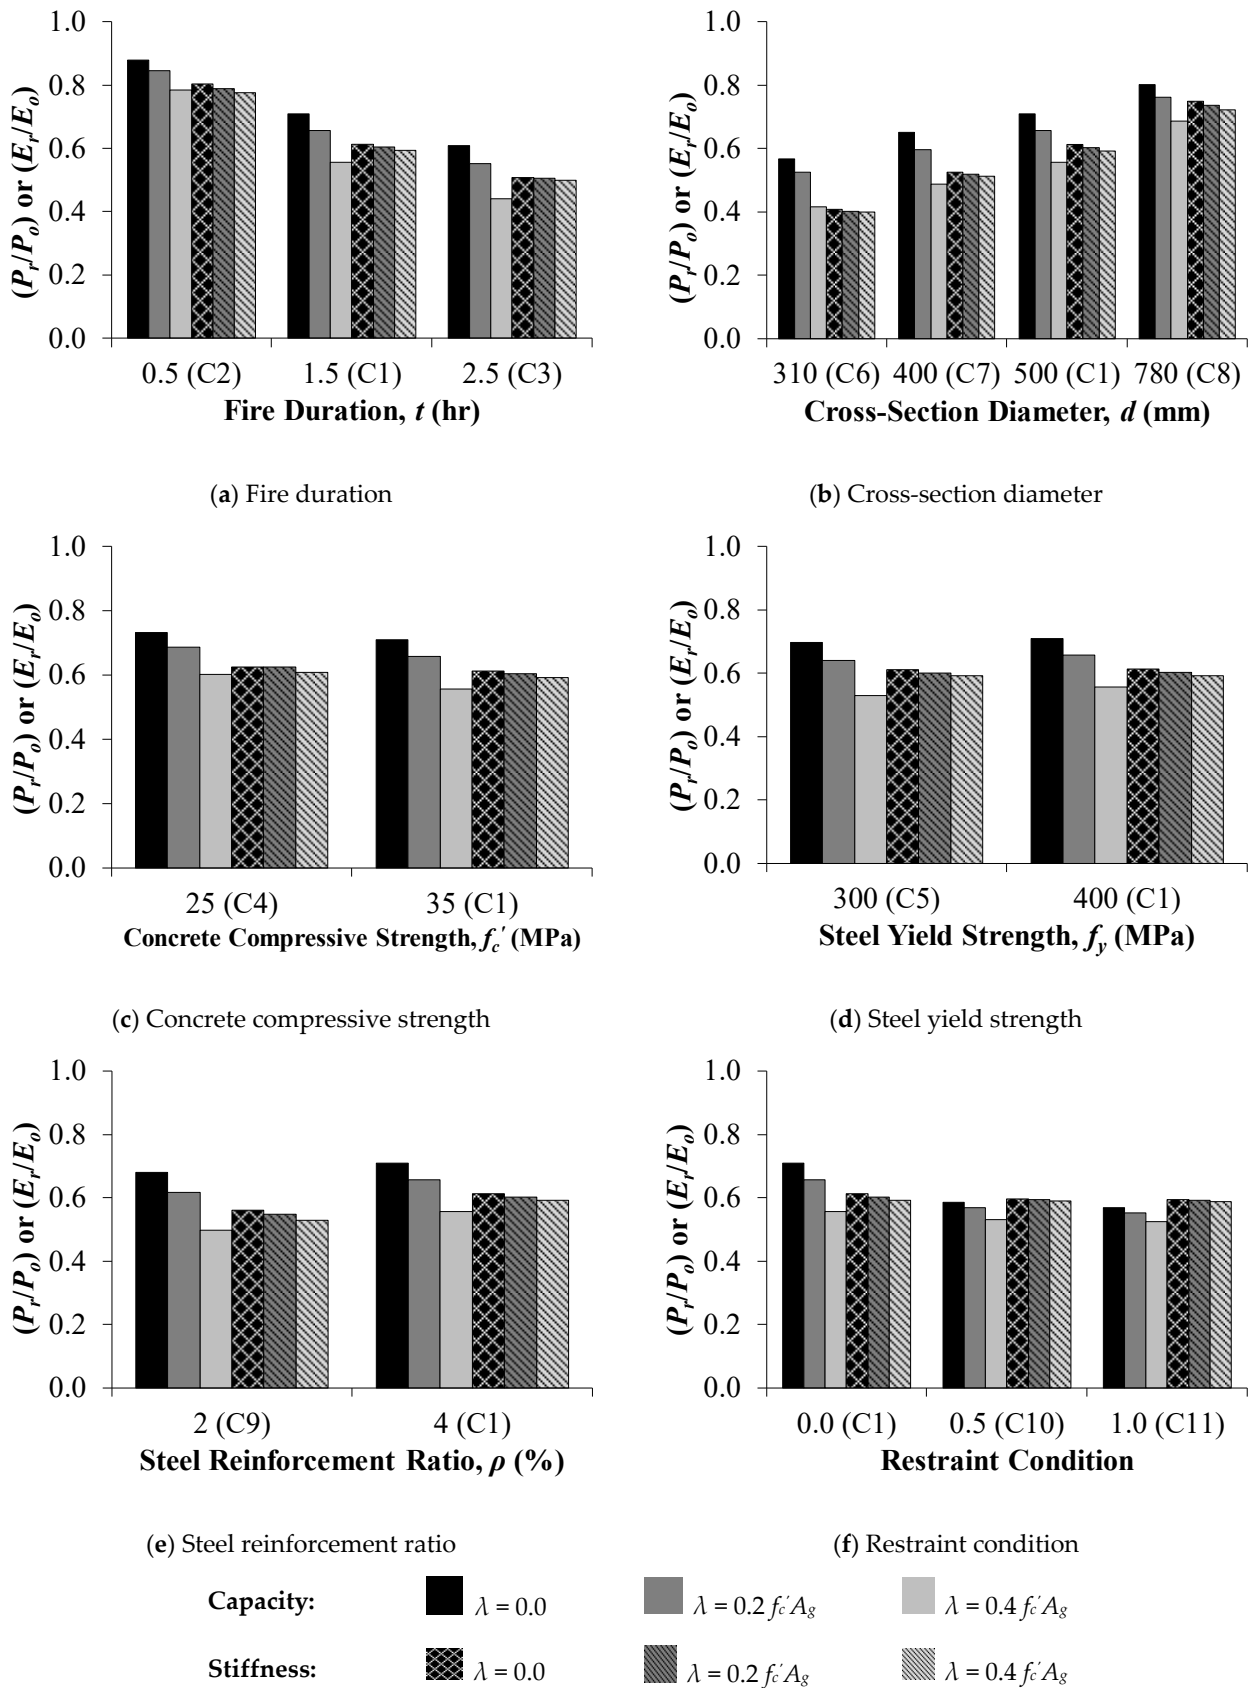 1.0
0.8
0.6
0.4
0.2
0.0
(Pr/Po) or (Er/Eo)
0.5 (C2) 1.5 (C1) 2.5 (C3)
Fire Duration, t (hr)
(a) Fire duration
1.0
0.8
0.6
0.4
0.2
0.0
(Pr/Po) or (Er/Eo)
310 (C6) 400 (C7) 500 (C1) 780 (C8)
Cross-Section Diameter, d (mm)
(b) Cross-section diameter
1.0
0.8
0.6
0.4
0.2
0.0
(Pr/Po) or (Er/Eo)
25 (C4) 35 (C1)
Concrete Compressive Strength, fc' (MPa)
(c) Concrete compressive strength
1.0
0.8
0.6
0.4
0.2
0.0
(Pr/Po) or (Er/Eo)
300 (C5) 400 (C1)
Steel Yield Strength, fy (MPa)
(d) Steel yield strength
1.0
0.8
0.6
0.4
0.2
0.0
(Pr/Po) or (Er/Eo)
2 (C9) 4 (C1)
Steel Reinforcement Ratio, ρ (%)
(e) Steel reinforcement ratio
1.0
0.8
0.6
0.4
0.2
0.0
(Pr/Po) or (Er/Eo)
0.0 (C1) 0.5 (C10) 1.0 (C11)
Restraint Condition
(f) Restraint condition
Capacity: λ = 0.0 λ = 0.2 fc'Ag λ = 0.4 fc'Ag
Stiffness: λ = 0.0 λ = 0.2 fc'Ag λ = 0.4 fc'Ag